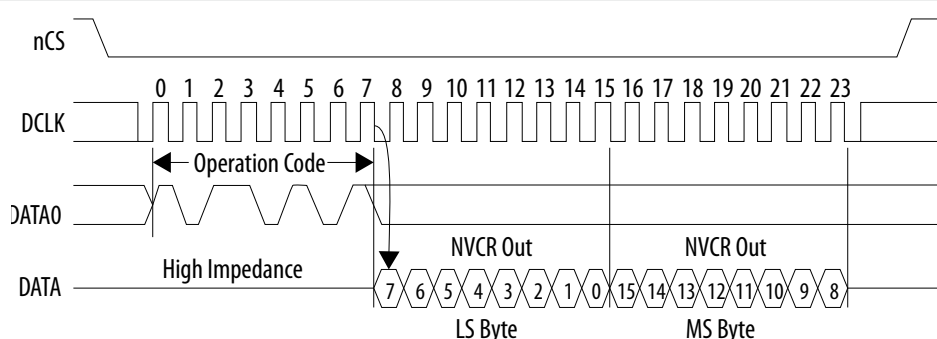 nCS
0 1 2 3 4 5 6 7 8 9 10 11 12 13 14 15 16 17 18 19 20 21 22 23
DCLK
Operation Code
DATA0
NVCR Out NVCR Out
High Impedance
DATA 7 6 5 4 3 2 1 0 15 14 13 12 11 10 9 8
LS Byte MS Byte